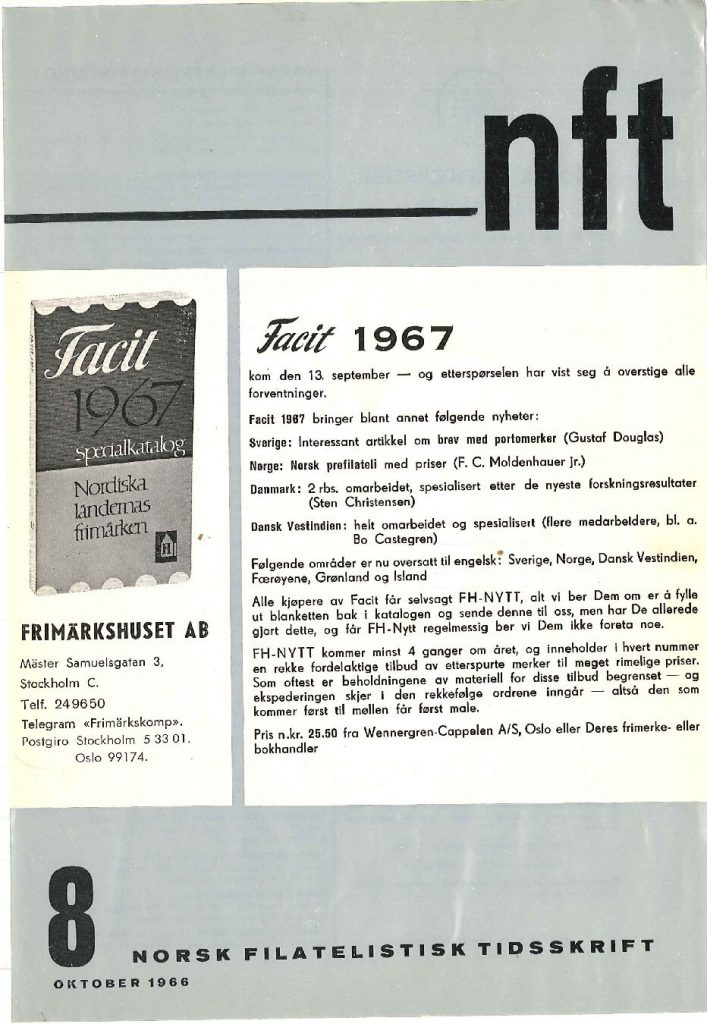 nft
Facit
1967
specialkatalog
Nordiska
ländernas
frimärken
H
FRIMÄRKSHUSET AB
Mäster Samuelsgatan 3,
Stockholm C.
Telf. 249650
Telegram «Frimärkskomp».
Postgiro Stockholm 5 33 01.
Oslo 99174.
Facit 1967
kom den 13. september — og etterspørselen har vist seg å overstige alle
forventninger.
Facit 1967 bringer blant annet følgende nyheter:
Sverige: Interessant artikkel om brev med portomerker (Gustaf Douglas)
Norge: Norsk prefilateli med priser (F. C. Moldenhauer jr.)
Danmark: 2 rbs. omarbeidet, spesialisert etter de nyeste forskningsresultater
(Sten Christensen)
Dansk Vestindien: helt omarbeidet og spesialisert (flere medarbeidere, bl. a.
Bo Castegren)
Følgende områder er nu oversatt til engelsk: Sverige, Norge, Dansk Vestindien,
Færøyene, Grønland og Island
Alle kjøpere av Facit får selvsagt FH-NYTT, alt vi ber Dem om er å fylle
ut blanketten bak i katalogen og sende denne til oss, men har De allerede
gjort dette, og får FH-Nytt regelmessig ber vi Dem ikke foreta noe.
FH-NYTT kommer minst 4 ganger om året, og inneholder i hvert nummer
en rekke fordelaktige tilbud av etterspurte merker til meget rimelige priser.
Som oftest er beholdningene av materiell for disse tilbud begrenset — og
ekspederingen skjer i den rekkefølge ordrene inngår — altså den som
kommer først til møllen får først male.
Pris n.kr. 25.50 fra Wennergren-Cappelen A/S, Oslo eller Deres frimerke- eller
bokhandler
8
NORSK FILATELISTISK TIDSSKRIFT
OKTOBER 1966